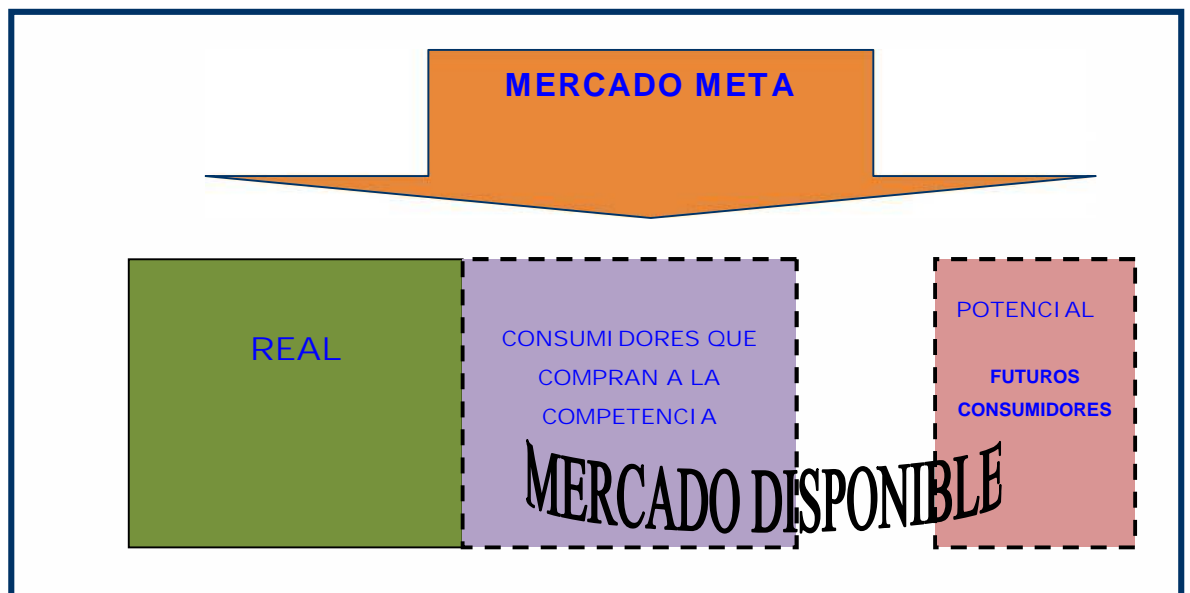 MERCADO META
REAL
CONSUMIDORES QUE
COMPRAN A LA
COMPETENCIA
POTENCIAL
FUTUROS
CONSUMIDORES
MERCADO DISPONIBLE